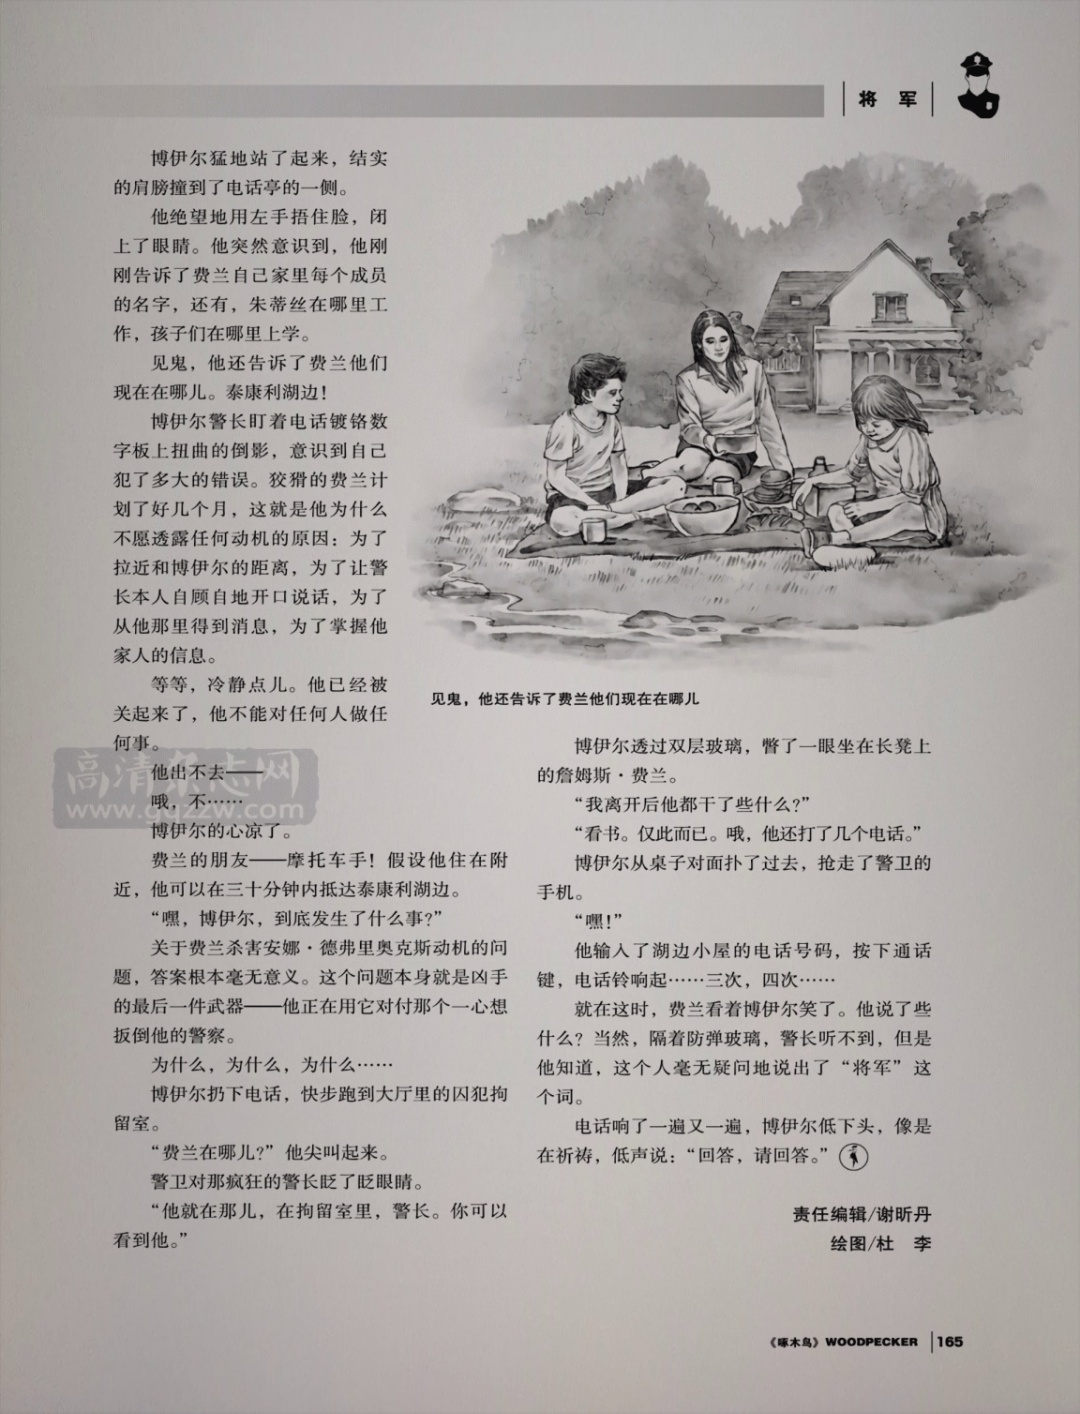 将 军
博伊尔猛地站了起来，结实
的肩膀撞到了电话亭的一侧。
他绝望地用左手捂住脸，闭
上了眼睛。他突然意识到，他刚
刚告诉了费兰自己家里每个成员
的名字，还有，朱蒂丝在哪里工
作，孩子们在哪里上学。
见鬼，他还告诉了费兰他们
现在在哪儿。泰康利湖边！
博伊尔警长盯着电话镀铬数
字板上扭曲的倒影，意识到自己
犯了多大的错误。狡猾的费兰计
划了好几个月，这就是他为什么
不愿透露任何动机的原因：为了
拉近和博伊尔的距离，为了让警
长本人自顾自地开口说话，为了
从他那里得到消息，为了掌握他
家人的信息。
等等，冷静点儿。他已经被
关起来了，他不能对任何人做任
何事。
他出不去——
哦，不……
博伊尔的心凉了。
费兰的朋友——摩托车手！假设他住在附
近，他可以在三十分钟内抵达泰康利湖边。
“嘿，博伊尔，到底发生了什么事?”
关于费兰杀害安娜·德弗里奥克斯动机的问
题，答案根本毫无意义。这个问题本身就是凶手
的最后一件武器——他正在用它对付那个一心想
扳倒他的警察。
为什么，为什么，为什么……
博伊尔扔下电话，快步跑到大厅里的囚犯拘
留室。
“费兰在哪儿?”他尖叫起来。
警卫对那疯狂的警长眨了眨眼睛。
“他就在那儿，在拘留室里，警长。你可以
看到他。”
见鬼，他还告诉了费兰他们现在在哪儿
博伊尔透过双层玻璃，瞥了一眼坐在长凳上
的詹姆斯·费兰。
“我离开后他都干了些什么?”
“看书。仅此而已。哦，他还打了几个电话。”
博伊尔从桌子对面扑了过去，抢走了警卫的
手机。
“嘿!”
他输入了湖边小屋的电话号码，按下通话
键，电话铃响起……三次，四次……
就在这时，费兰看着博伊尔笑了。他说了些
什么？当然，隔着防弹玻璃，警长听不到，但是
他知道，这个人毫无疑问地说出了“将军”这
个词。
电话响了一遍又一遍，博伊尔低下头，像是
在祈祷，低声说：“回答，请回答。”
责任编辑/谢昕丹
绘图/杜 李
《啄木鸟》WOODPECKER 165
高清杂志网
www.gqzzw.com